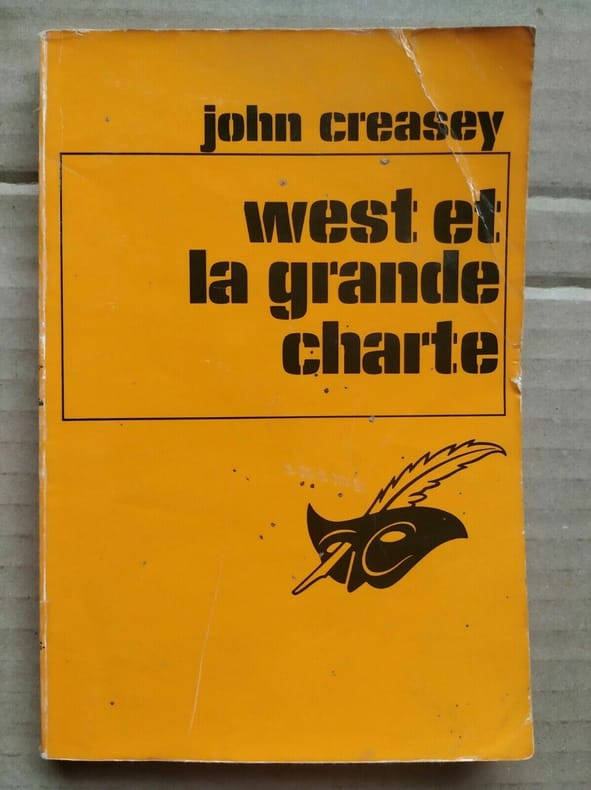 john creasey
west et
la grande
charte